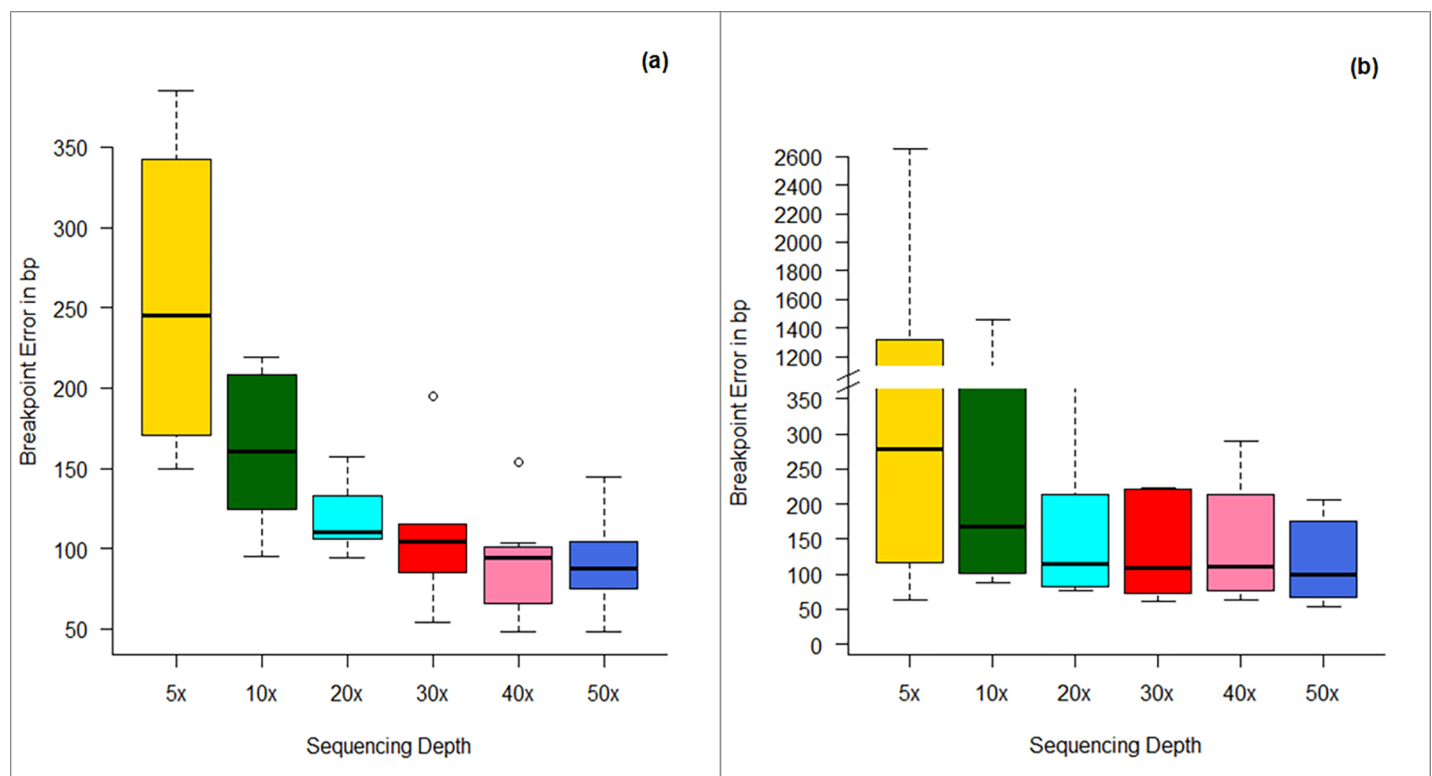 (a)
350
300
250
200
150
100
50
Breakpoint Error in bp
5x 10x 20x 30x 40x 50x
Sequencing Depth
(b)
2600
2400
2200
2000
1800
1600
1400
1200
350
300
250
200
150
100
50
0
Breakpoint Error in bp
5x 10x 20x 30x 40x 50x
Sequencing Depth